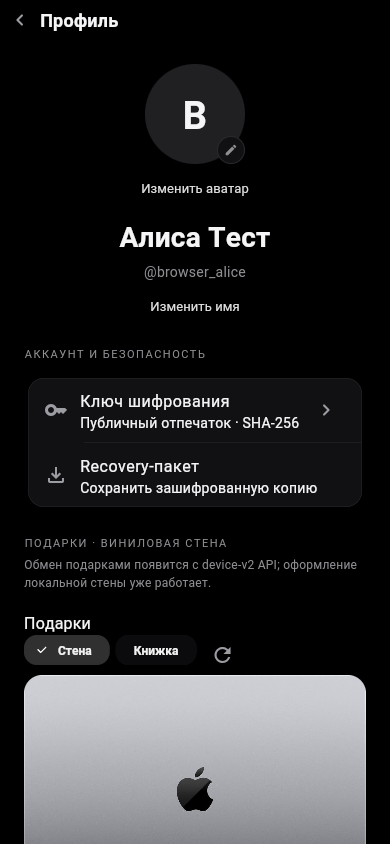 Профиль
B
Изменить аватар
Алиса Тест
@browser_alice
Изменить имя
АККАУНТ И БЕЗОПАСНОСТЬ
Ключ шифрования
Публичный отпечаток · SHA-256
Recovery-пакет
Сохранить зашифрованную копию
ПОДАРКИ · ВИНИЛОВАЯ СТЕНА
Обмен подарками появится с device-v2 API; оформление
локальной стены уже работает.
Подарки
Стена
Книжка